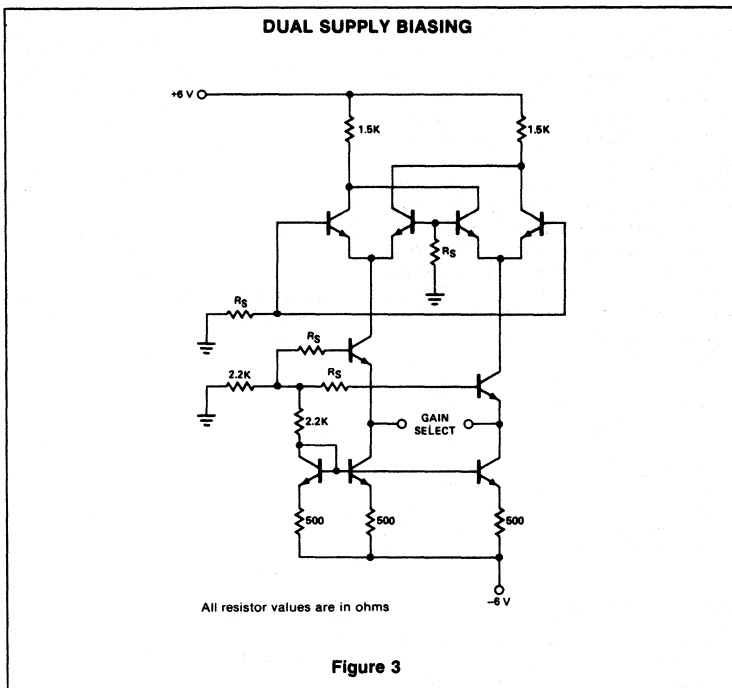 DUAL SUPPLY BIASING
+6 V
1.5K
1.5K
RS
RS
RS
2.2K
RS
2.2K
GAIN
SELECT
500
500
500
−6 V
All resistor values are in ohms
Figure 3